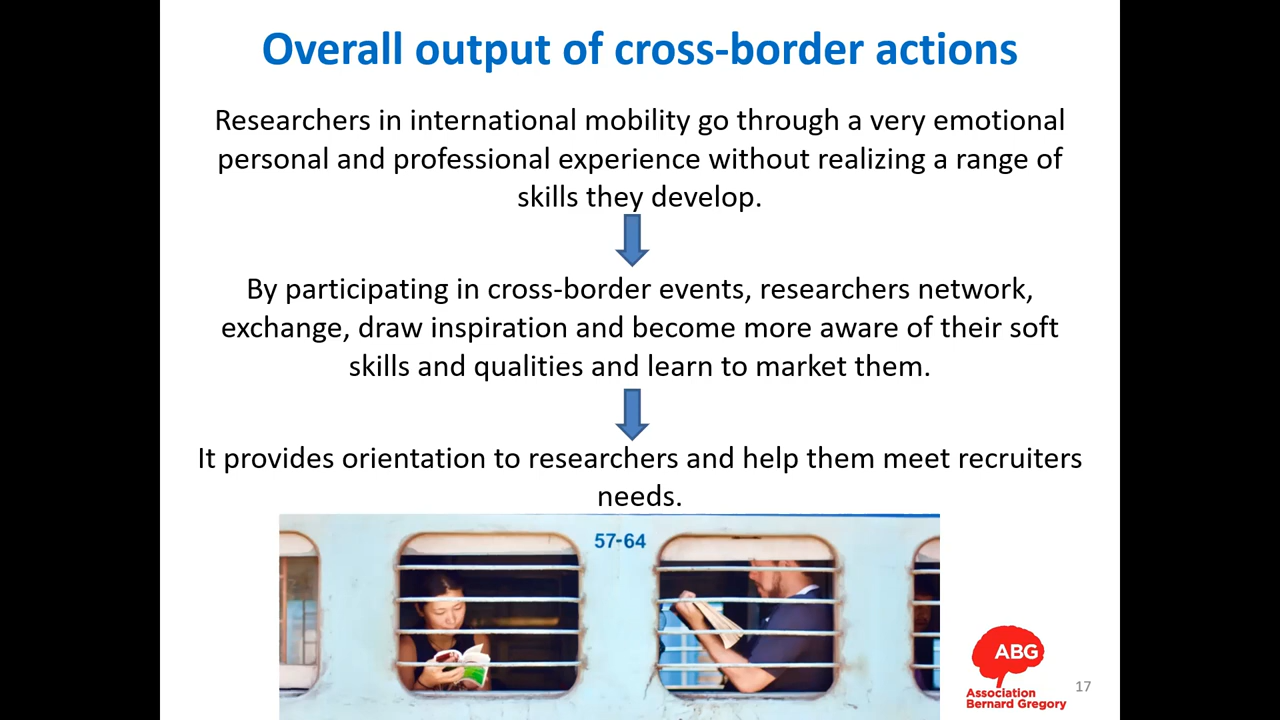 Overall output of cross-border actions
Researchers in international mobility go through a very emotional
personal and professional experience without realizing a range of
skills they develop.
By participating in cross-border events, researchers network,
exchange, draw inspiration and become more aware of their soft
skills and qualities and learn to market them.
It provides orientation to researchers and help them meet recruiters
needs.
57-64
ABG
Association
Bernard Gregory
17